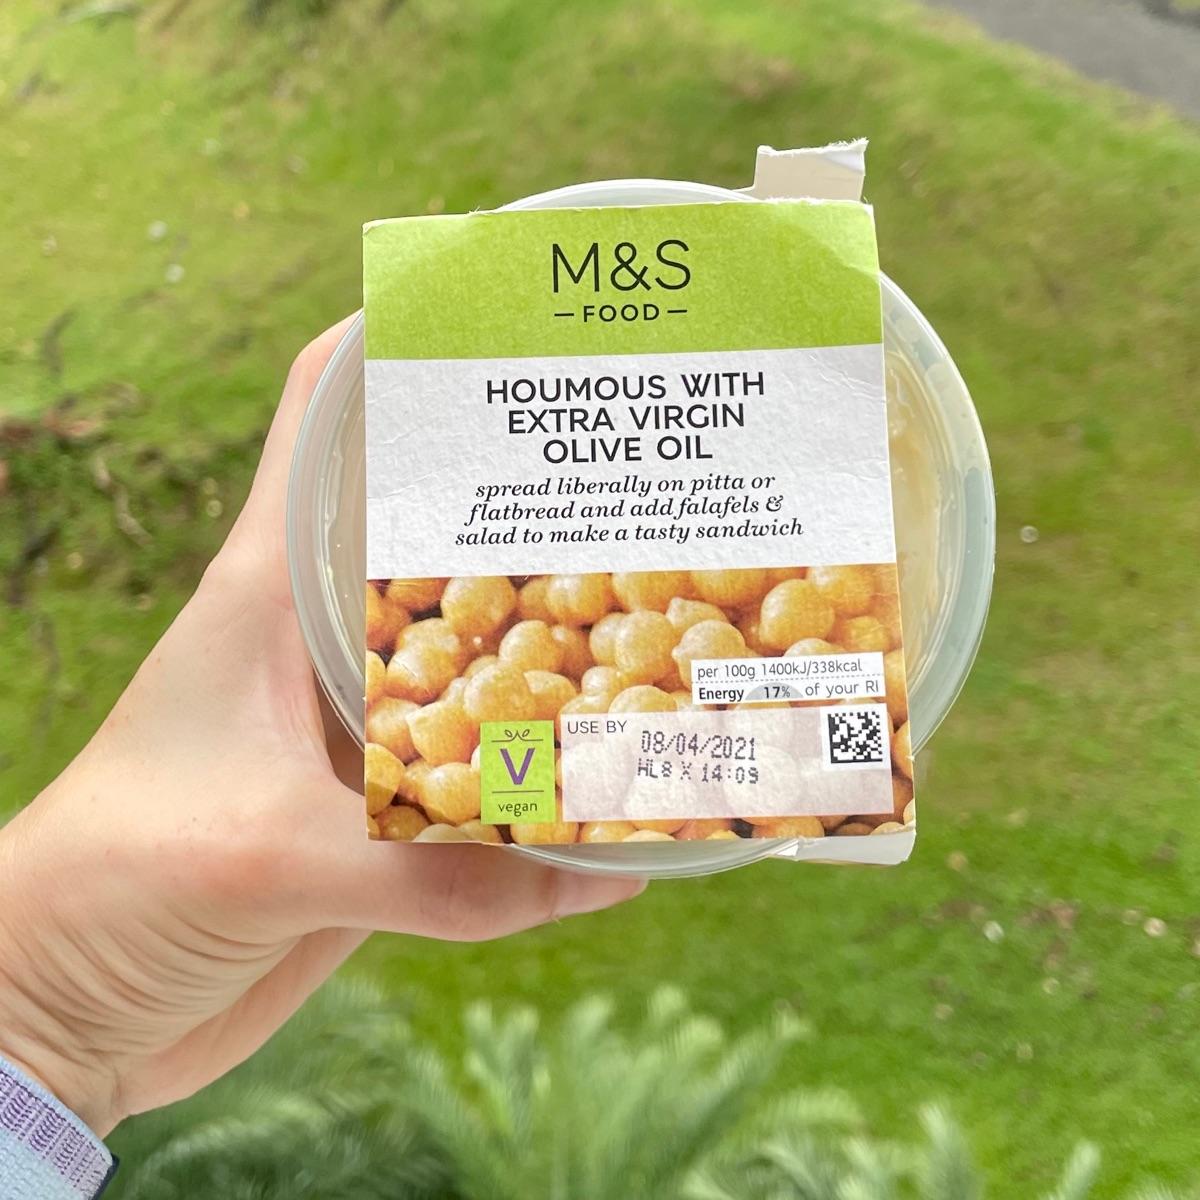 M&S
— FOOD —
HOUMOUS WITH
EXTRA VIRGIN
OLIVE OIL
spread liberally on pitta or
flatbread and add falafels &
salad to make a tasty sandwich
per 100g 1400kJ/338kcal
Energy 17% of your RI
USE BY
08/04/2021
HL8 X 14:09
V
vegan